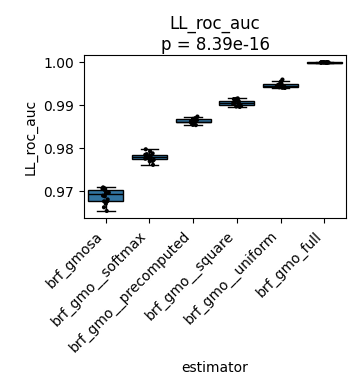 LL_roc_auc
p = 8.39e-16
LL_roc_auc
1.00
0.99
0.98
0.97
brf_gmosa
brf_gmo__softmax
brf_gmo__precomputed
brf_gmo__square
brf_gmo__uniform
brf_gmo_full
estimator